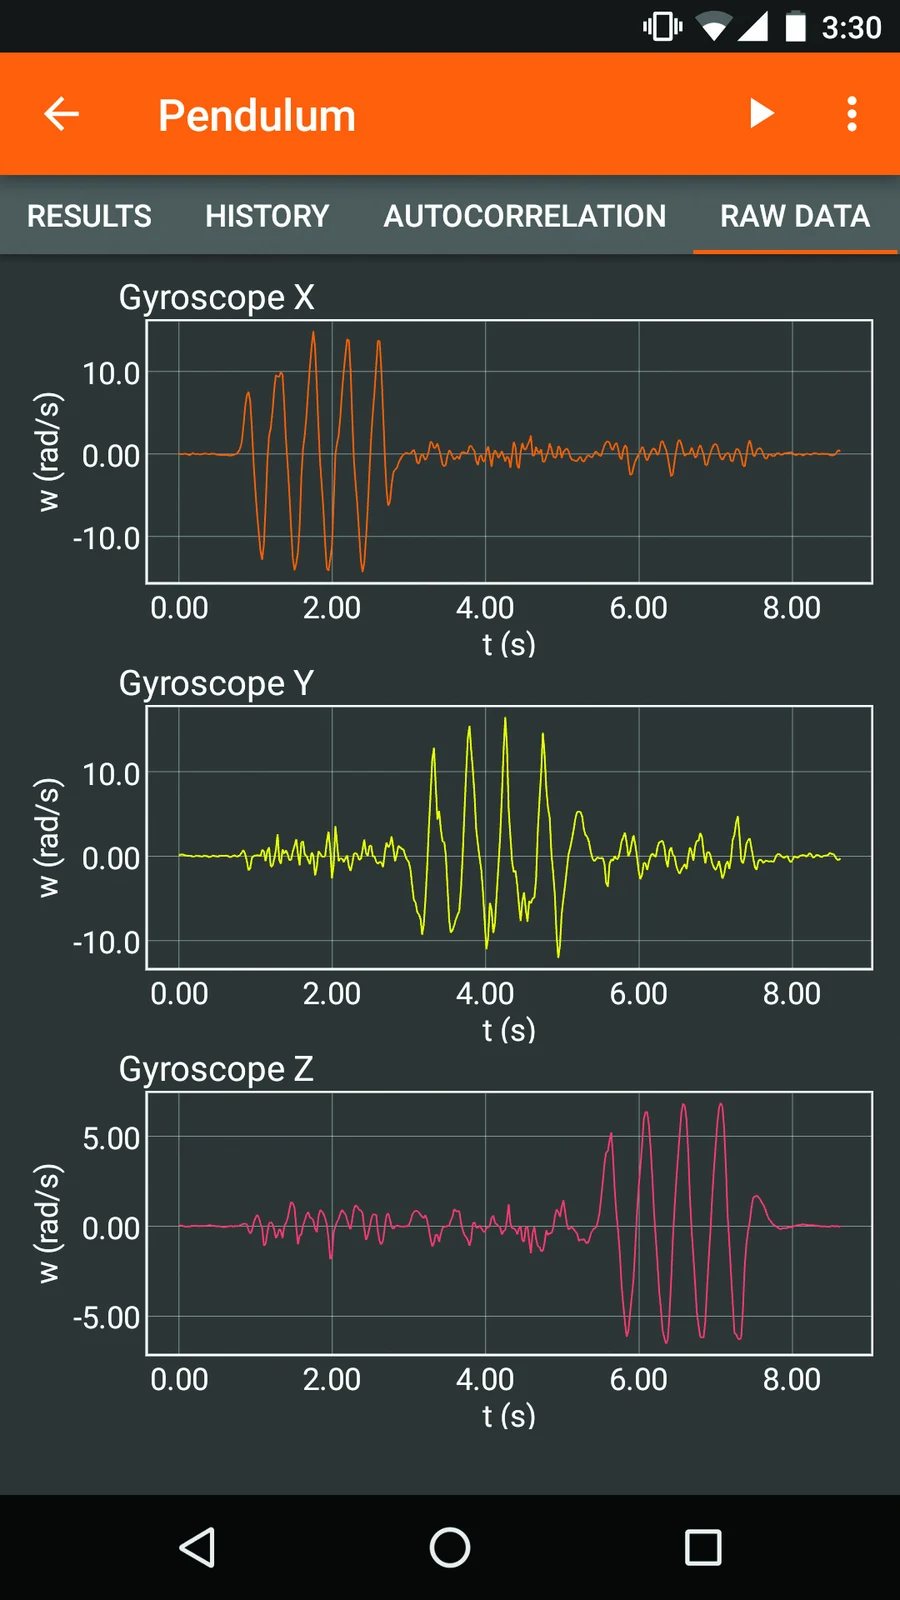 3:30
Pendulum
RESULTS HISTORY AUTOCORRELATION RAW DATA
Gyroscope X
w (rad/s)
10.0
0.00
-10.0
0.00 2.00 4.00 6.00 8.00
t (s)
Gyroscope Y
w (rad/s)
10.0
0.00
-10.0
0.00 2.00 4.00 6.00 8.00
t (s)
Gyroscope Z
w (rad/s)
5.00
0.00
-5.00
0.00 2.00 4.00 6.00 8.00
t (s)